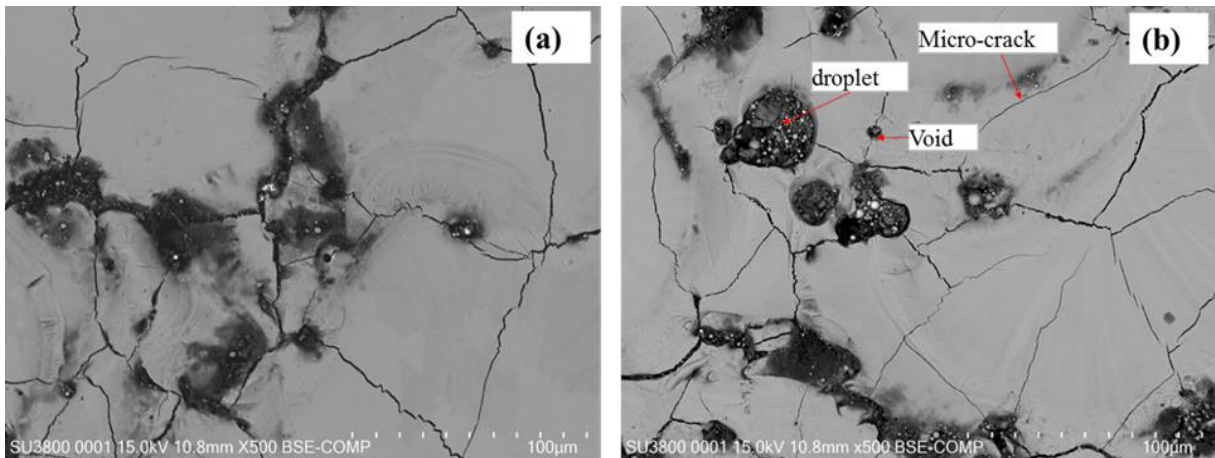 (a)
SU3800 0001 15.0kV 10.8mm X500 BSE-COMP 100µm
(b)
Micro-crack
droplet
Void
SU3800 0001 15.0kV 10.8mm X500 BSE-COMP 100µm